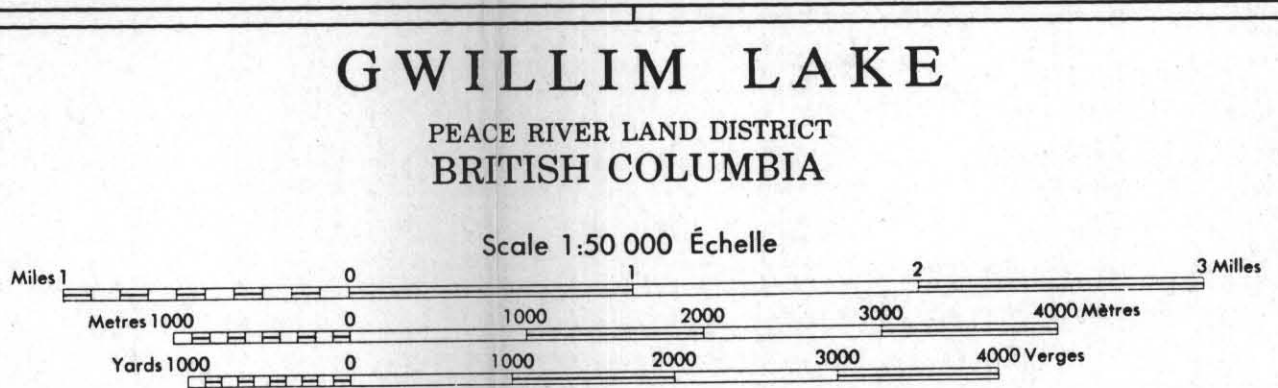 GWILLIM LAKE
PEACE RIVER LAND DISTRICT
BRITISH COLUMBIA
Scale 1:50 000 Échelle
Miles 1 0 1 2 3 Milles
Metres 1000 0 1000 2000 3000 4000 Mètres
Yards 1000 0 1000 2000 3000 4000 Verges